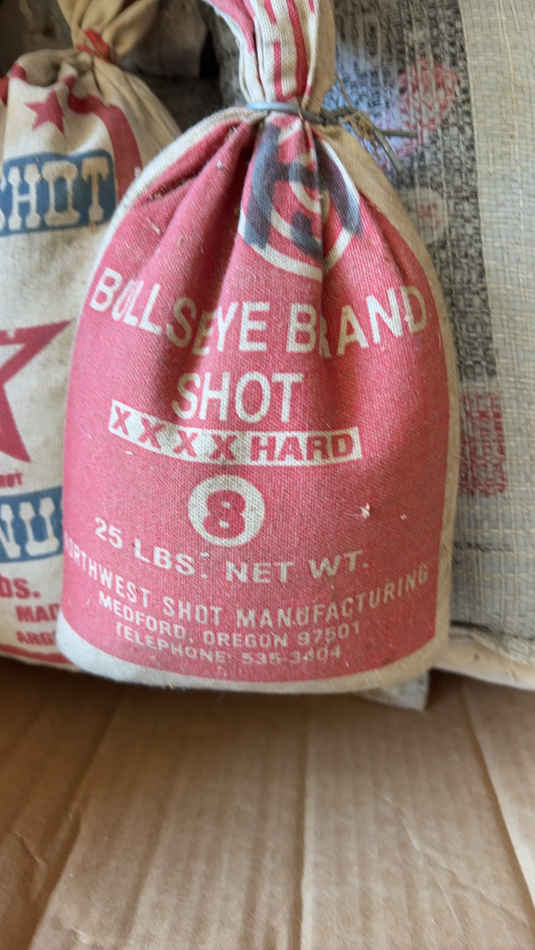 SHOT
BULLSEYE BRAND
SHOT
XXXX HARD
8
25 LBS. NET WT.
NORTHWEST SHOT MANUFACTURING
MEDFORD, OREGON 97501
TELEPHONE: 535-3404